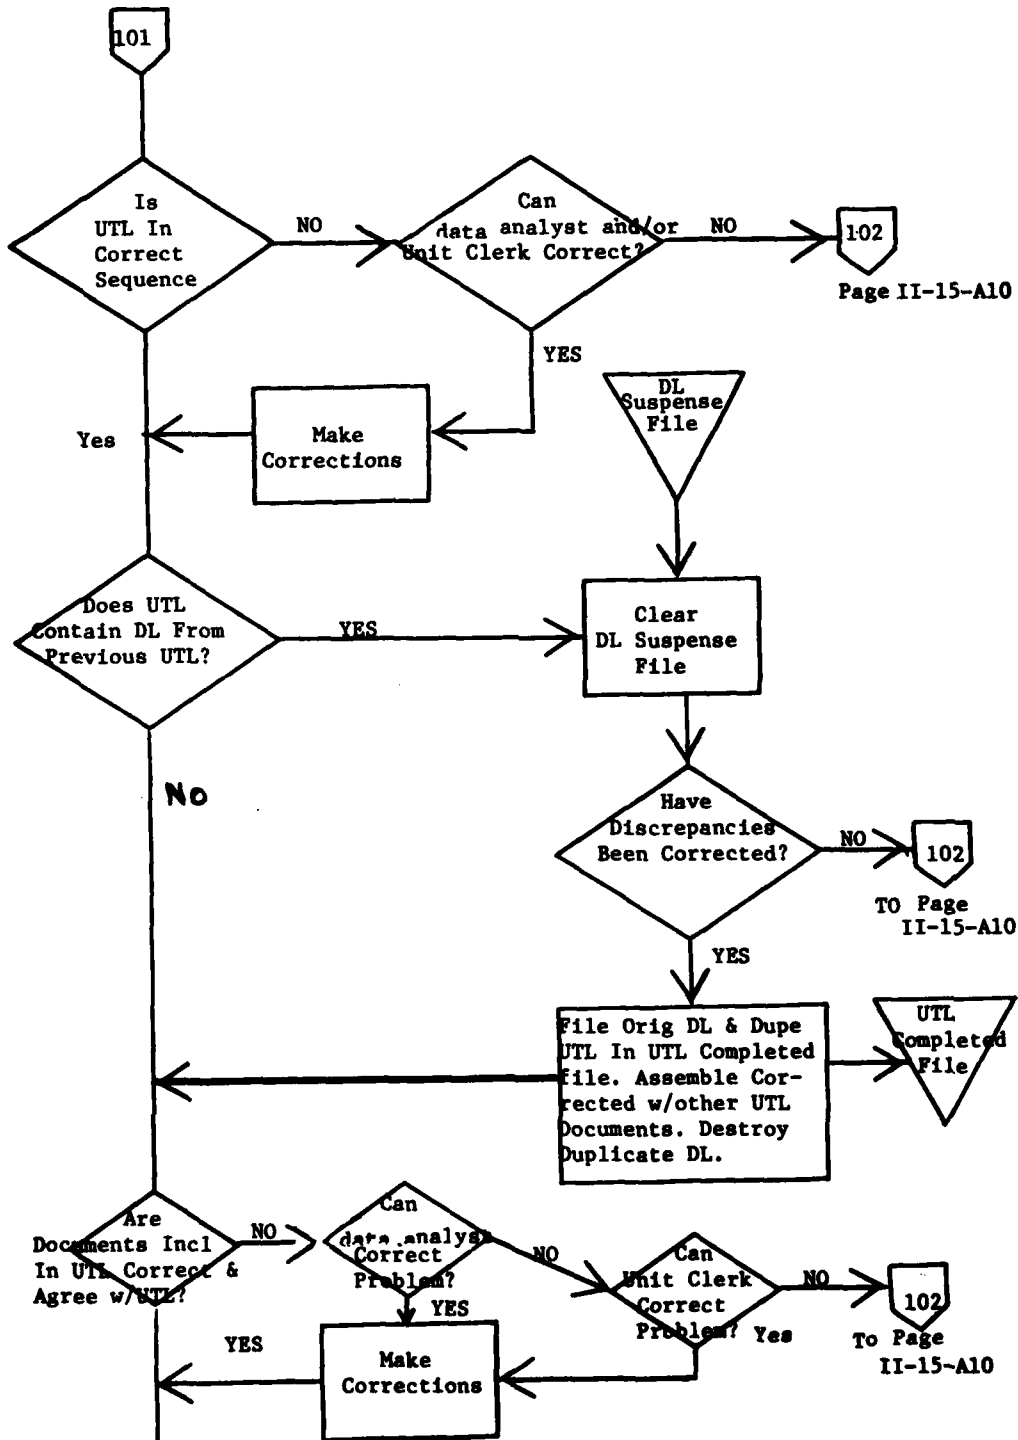 101
Is
UTL In
Correct
Sequence
NO
Can
data analyst and/or
Unit Clerk Correct?
NO
102
Page II-15-A10
YES
Yes
Make
Corrections
DL
Suspense
File
Does UTL
Contain DL From
Previous UTL?
YES
Clear
DL Suspense
File
No
Have
Discrepancies
Been Corrected?
NO
102
TO Page
II-15-A10
YES
File Orig DL & Dupe
UTL In UTL Completed
file. Assemble Cor-
rected w/other UTL
Documents. Destroy
Duplicate DL.
UTL
Completed
File
Are
Documents Incl
In UTL Correct &
Agree w/UTL?
NO
Can
data analyst
Correct
Problem?
NO
YES
Can
Unit Clerk
Correct
Problem?
Yes
NO
102
To Page
II-15-A10
YES
Make
Corrections